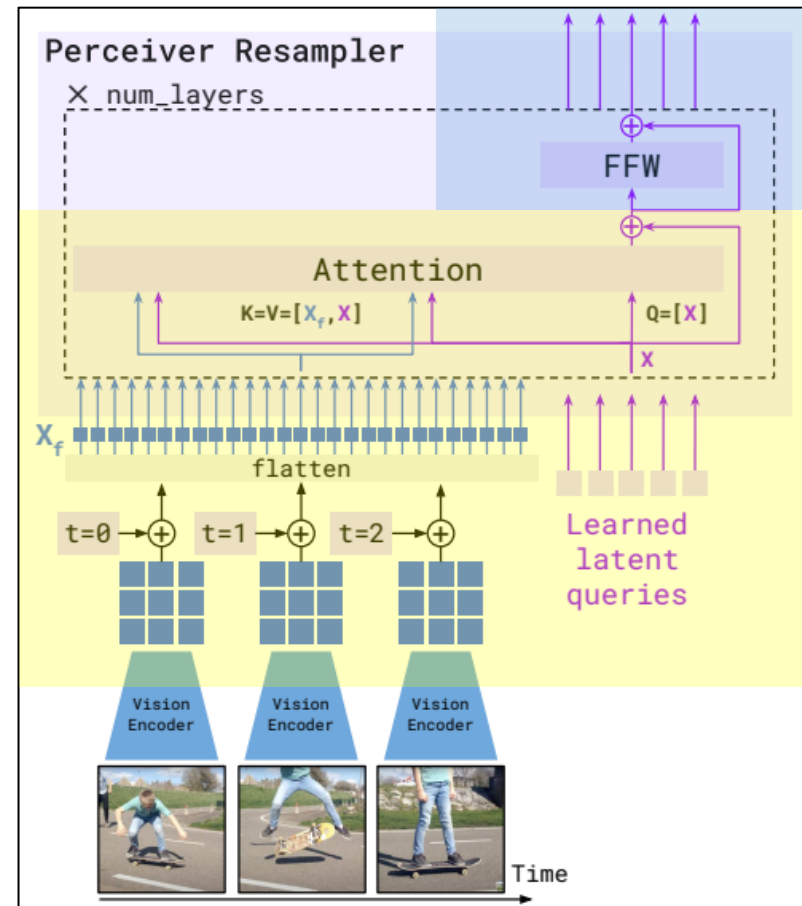 Perceiver Resampler
× num_layers
FFW
Attention
K=V=[Xf,X]
Q=[X]
X
Xf
flatten
t=0
t=1
t=2
Learned
latent
queries
Vision
Encoder
Vision
Encoder
Vision
Encoder
Time